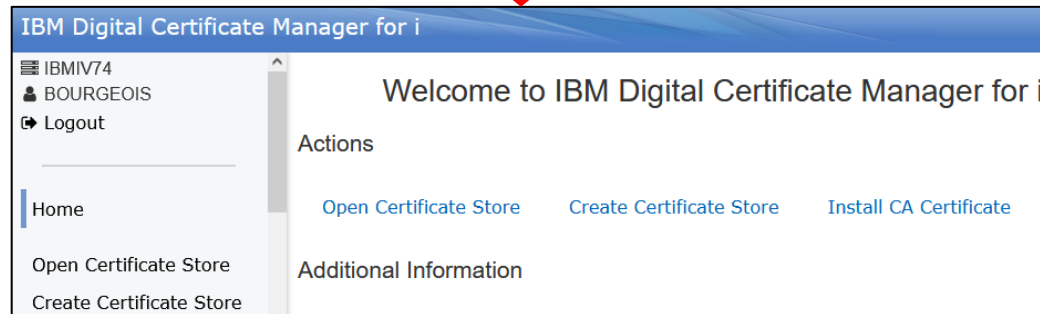 IBM Digital Certificate Manager for i
IBMIV74
BOURGEOIS
Logout
Home
Open Certificate Store
Create Certificate Store
Welcome to IBM Digital Certificate Manager for i
Actions
Open Certificate Store Create Certificate Store Install CA Certificate
Additional Information